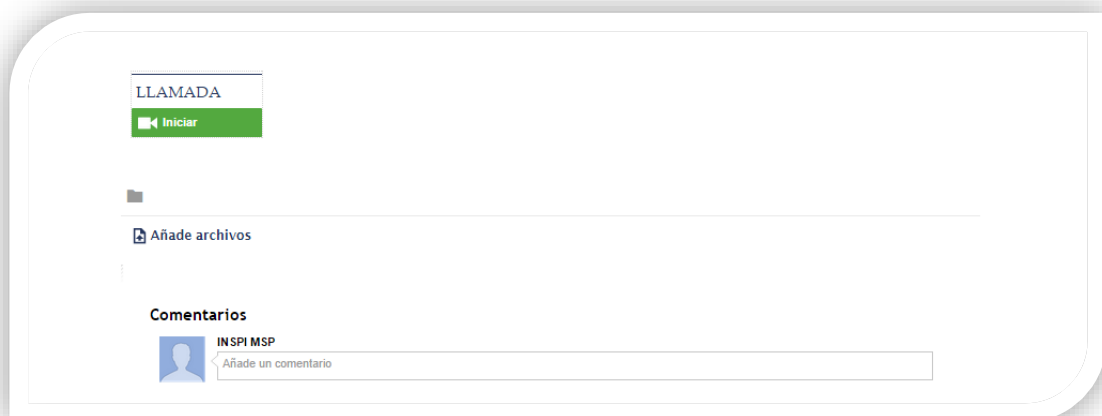 LLAMADA
Iniciar
Añade archivos
Comentarios
INSPI MSP
Añade un comentario